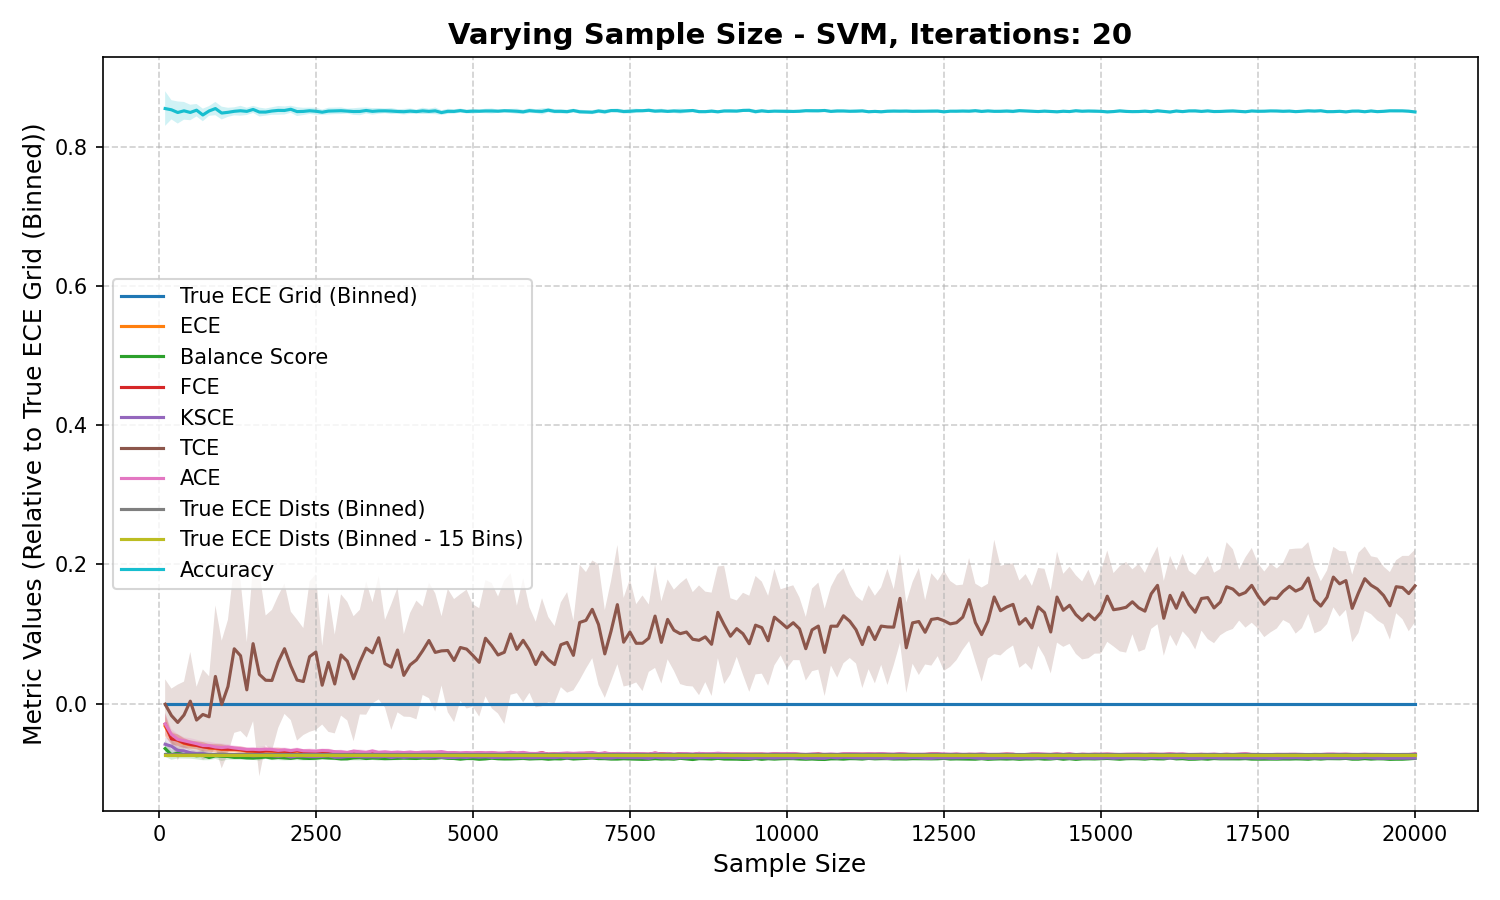 Varying Sample Size - SVM, Iterations: 20
Metric Values (Relative to True ECE Grid (Binned))
0.8
0.6
0.4
0.2
0.0
True ECE Grid (Binned)
ECE
Balance Score
FCE
KSCE
TCE
ACE
True ECE Dists (Binned)
True ECE Dists (Binned - 15 Bins)
Accuracy
0 2500 5000 7500 10000 12500 15000 17500 20000
Sample Size